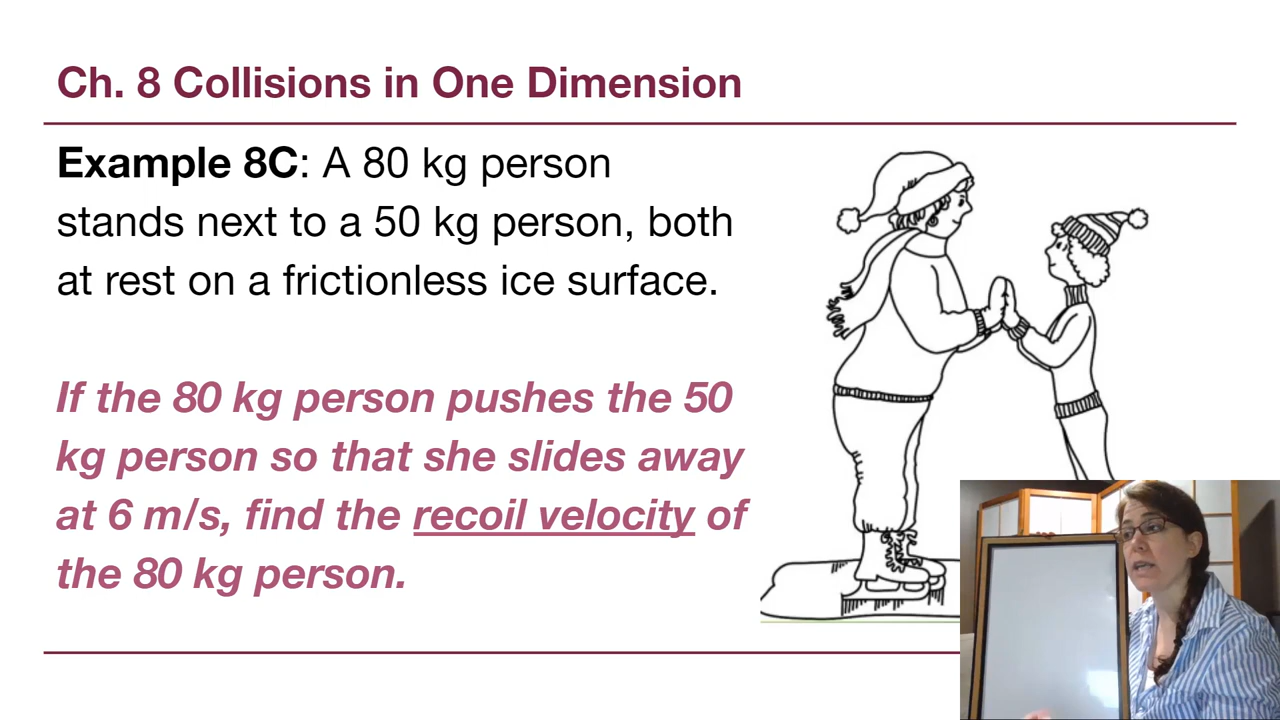 Ch. 8 Collisions in One Dimension
Example 8C: A 80 kg person
stands next to a 50 kg person, both
at rest on a frictionless ice surface.
If the 80 kg person pushes the 50
kg person so that she slides away
at 6 m/s, find the recoil velocity of
the 80 kg person.